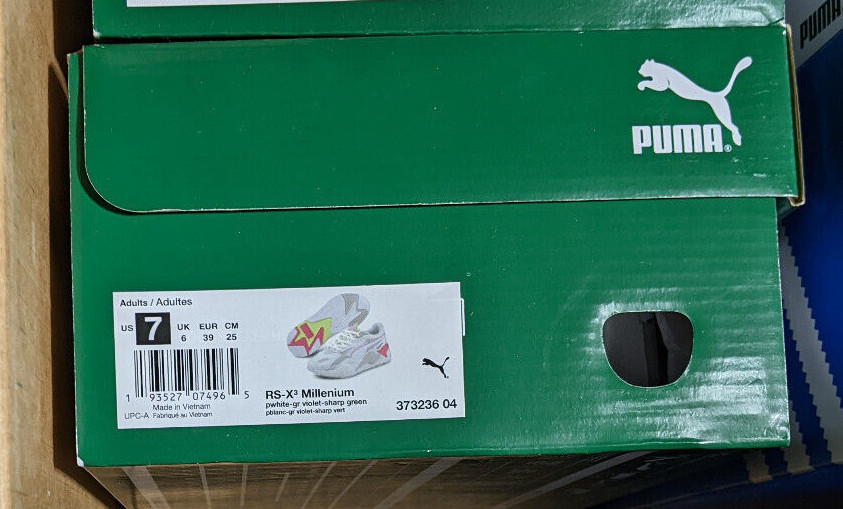 PUMA
PUMA®
Adults / Adultes
US 7 UK 6 EUR 39 CM 25
1 93527 07496 5
Made in Vietnam
UPC-A Fabriqué au Vietnam
RS-X³ Millenium
pwhite-gr violet-sharp green
pblanc-gr violet-sharp vert
373236 04